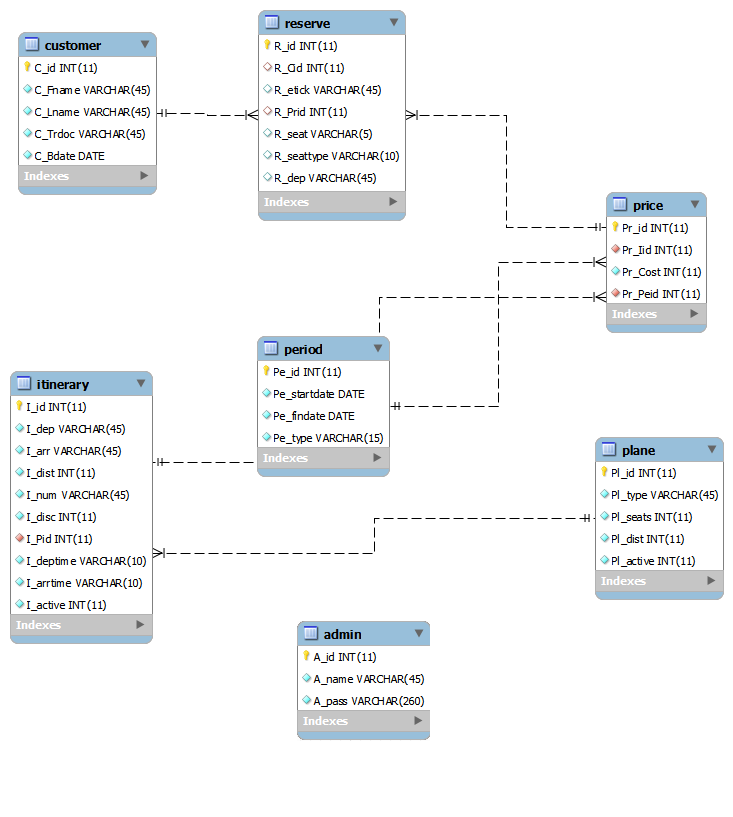 customer
C_id INT(11)
C_Fname VARCHAR(45)
C_Lname VARCHAR(45)
C_Trdoc VARCHAR(45)
C_Bdate DATE
Indexes
reserve
R_id INT(11)
R_Cid INT(11)
R_etick VARCHAR(45)
R_Prid INT(11)
R_seat VARCHAR(5)
R_seattype VARCHAR(10)
R_dep VARCHAR(45)
Indexes
price
Pr_id INT(11)
Pr_Iid INT(11)
Pr_Cost INT(11)
Pr_Peid INT(11)
Indexes
period
Pe_id INT(11)
Pe_startdate DATE
Pe_findate DATE
Pe_type VARCHAR(15)
Indexes
itinerary
I_id INT(11)
I_dep VARCHAR(45)
I_arr VARCHAR(45)
I_dist INT(11)
I_num VARCHAR(45)
I_disc INT(11)
I_Pid INT(11)
I_deptime VARCHAR(10)
I_arrtime VARCHAR(10)
I_active INT(11)
Indexes
plane
Pl_id INT(11)
Pl_type VARCHAR(45)
Pl_seats INT(11)
Pl_dist INT(11)
Pl_active INT(11)
Indexes
admin
A_id INT(11)
A_name VARCHAR(45)
A_pass VARCHAR(260)
Indexes